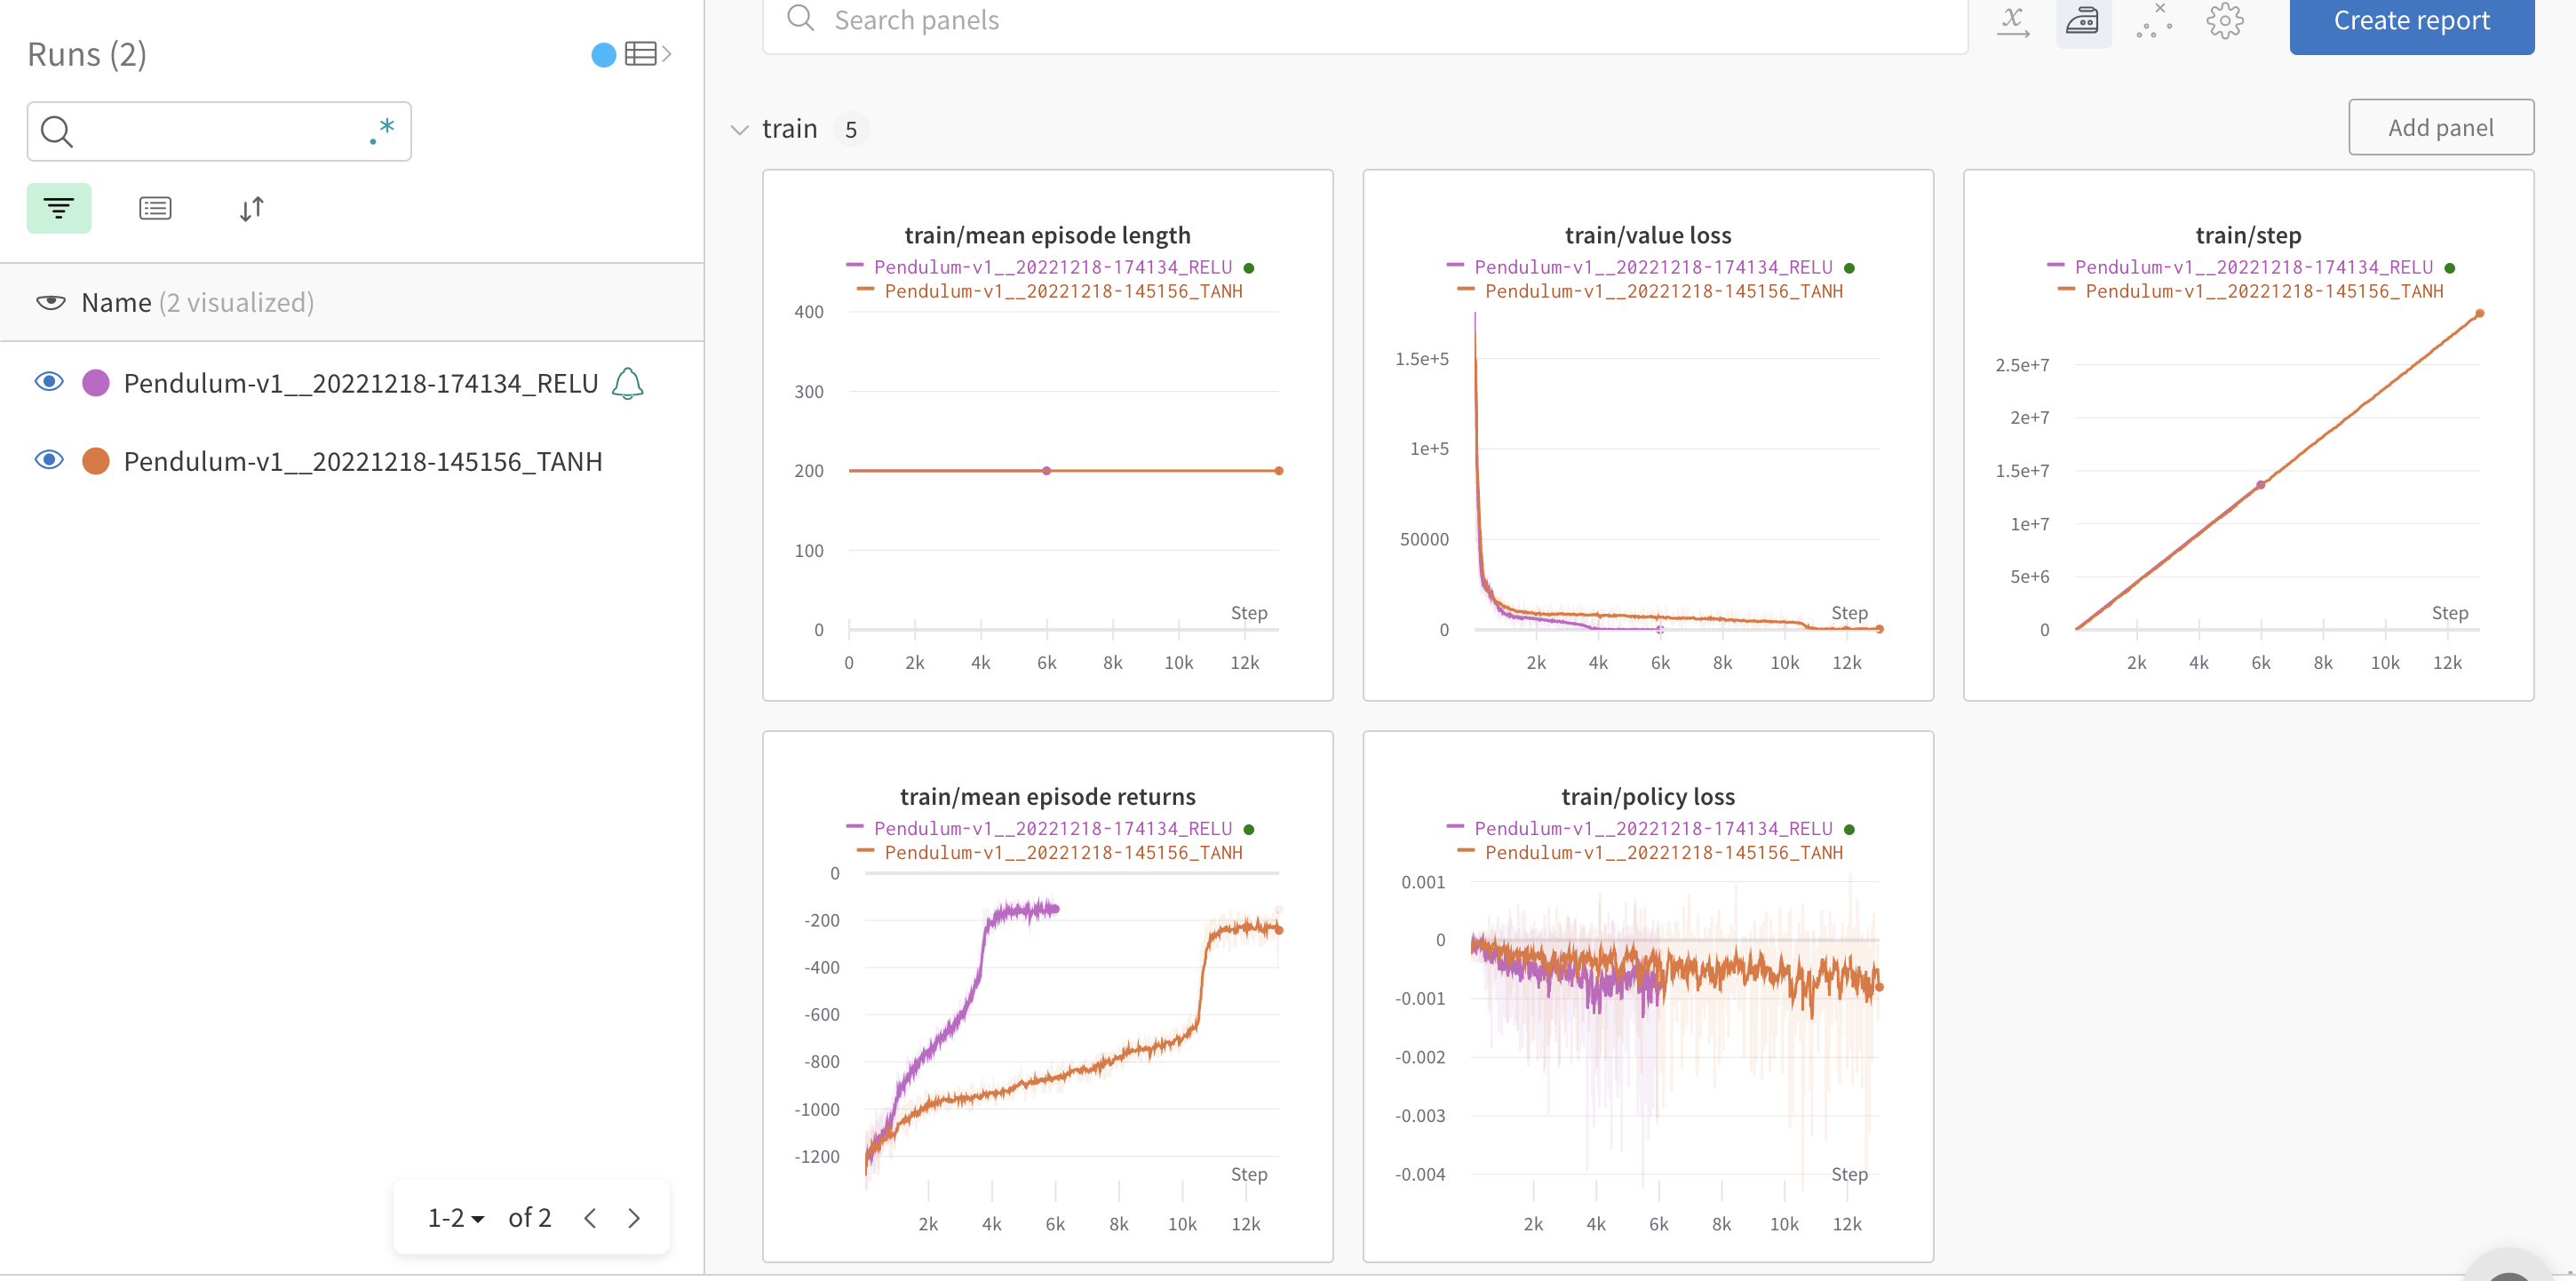 Runs (2)
.*
Name (2 visualized)
Pendulum-v1__20221218-174134_RELU
Pendulum-v1__20221218-145156_TANH
1-2 of 2
Search panels
Create report
train 5
Add panel
train/mean episode length
Pendulum-v1__20221218-174134_RELU
Pendulum-v1__20221218-145156_TANH
400
300
200
100
0
Step
0 2k 4k 6k 8k 10k 12k
train/value loss
Pendulum-v1__20221218-174134_RELU
Pendulum-v1__20221218-145156_TANH
1.5e+5
1e+5
50000
0
Step
2k 4k 6k 8k 10k 12k
train/step
Pendulum-v1__20221218-174134_RELU
Pendulum-v1__20221218-145156_TANH
2.5e+7
2e+7
1.5e+7
1e+7
5e+6
0
Step
2k 4k 6k 8k 10k 12k
train/mean episode returns
Pendulum-v1__20221218-174134_RELU
Pendulum-v1__20221218-145156_TANH
0
-200
-400
-600
-800
-1000
-1200
Step
2k 4k 6k 8k 10k 12k
train/policy loss
Pendulum-v1__20221218-174134_RELU
Pendulum-v1__20221218-145156_TANH
0.001
0
-0.001
-0.002
-0.003
-0.004
Step
2k 4k 6k 8k 10k 12k